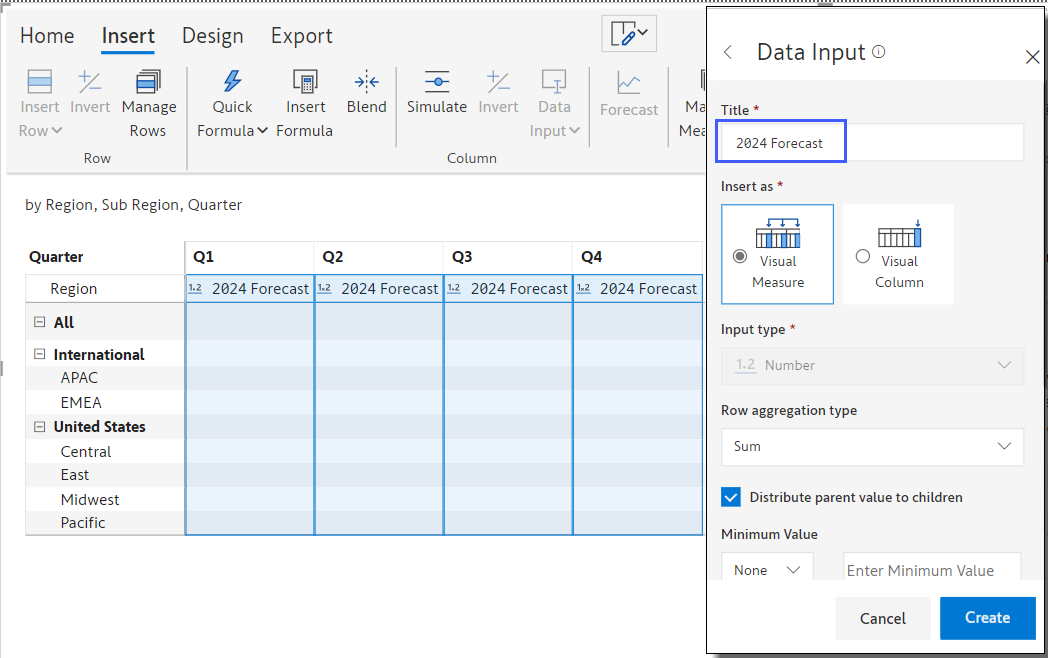 Home Insert Design Export
Insert Row
Invert
Manage Rows
Row
Quick Formula
Insert Formula
Blend
Simulate
Invert
Data Input
Column
Forecast
by Region, Sub Region, Quarter
Quarter Q1 Q2 Q3 Q4
Region 1.2 2024 Forecast 1.2 2024 Forecast 1.2 2024 Forecast 1.2 2024 Forecast
All
International
APAC
EMEA
United States
Central
East
Midwest
Pacific
Data Input
Title *
2024 Forecast
Insert as *
Visual Measure
Visual Column
Input type *
1.2 Number
Row aggregation type
Sum
Distribute parent value to children
Minimum Value
None Enter Minimum Value
Cancel Create